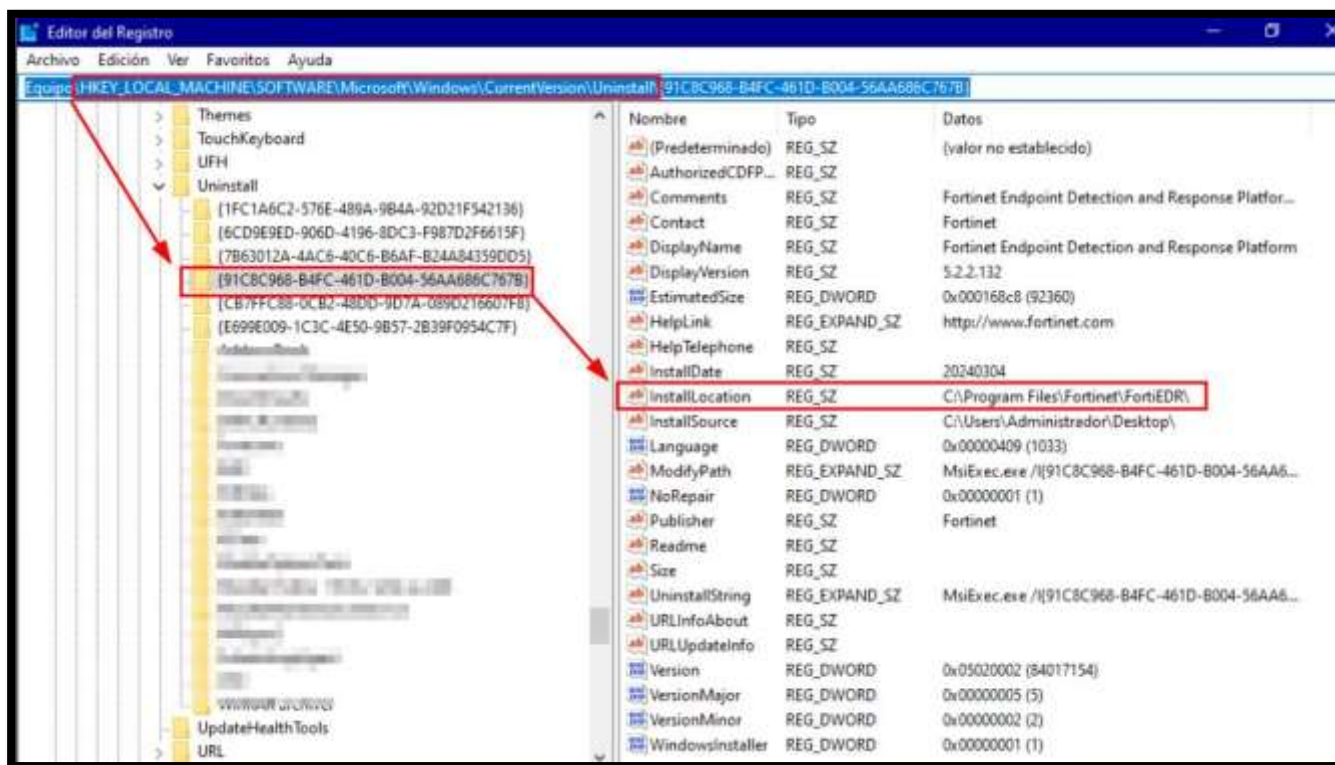 Editor del Registro
Archivo Edición Ver Favoritos Ayuda
Equipo\HKEY_LOCAL_MACHINE\SOFTWARE\Microsoft\Windows\CurrentVersion\Uninstall\{91C8C968-B4FC-461D-B004-56AA686C767B}
Themes
TouchKeyboard
UFH
Uninstall
{1FC1A6C2-576E-489A-9B4A-92D21F542136}
{6CD9E9ED-906D-4196-8DC3-F987D2F6615F}
{7B63012A-4AC6-40C6-B6AF-B24A84359DD5}
{91C8C968-B4FC-461D-B004-56AA686C767B}
{CB7FFC88-0CB2-48DD-9D7A-089D216607F8}
{E699E009-1C3C-4E50-9B57-2B39F0954C7F}
UpdateHealthTools
URL
Nombre Tipo Datos
(Predeterminado) REG_SZ (valor no establecido)
AuthorizedCDFP... REG_SZ
Comments REG_SZ Fortinet Endpoint Detection and Response Platfor...
Contact REG_SZ Fortinet
DisplayName REG_SZ Fortinet Endpoint Detection and Response Platform
DisplayVersion REG_SZ 5.2.2.132
EstimatedSize REG_DWORD 0x000168c8 (92360)
HelpLink REG_EXPAND_SZ http://www.fortinet.com
HelpTelephone REG_SZ
InstallDate REG_SZ 20240304
InstallLocation REG_SZ C:\Program Files\Fortinet\FortiEDR\
InstallSource REG_SZ C:\Users\Administrador\Desktop\
Language REG_DWORD 0x00000409 (1033)
ModifyPath REG_EXPAND_SZ MsiExec.exe /I{91C8C968-B4FC-461D-B004-56AA6...
NoRepair REG_DWORD 0x00000001 (1)
Publisher REG_SZ Fortinet
Readme REG_SZ
Size REG_SZ
UninstallString REG_EXPAND_SZ MsiExec.exe /I{91C8C968-B4FC-461D-B004-56AA6...
URLInfoAbout REG_SZ
URLUpdateInfo REG_SZ
Version REG_DWORD 0x05020002 (84017154)
VersionMajor REG_DWORD 0x00000005 (5)
VersionMinor REG_DWORD 0x00000002 (2)
WindowsInstaller REG_DWORD 0x00000001 (1)